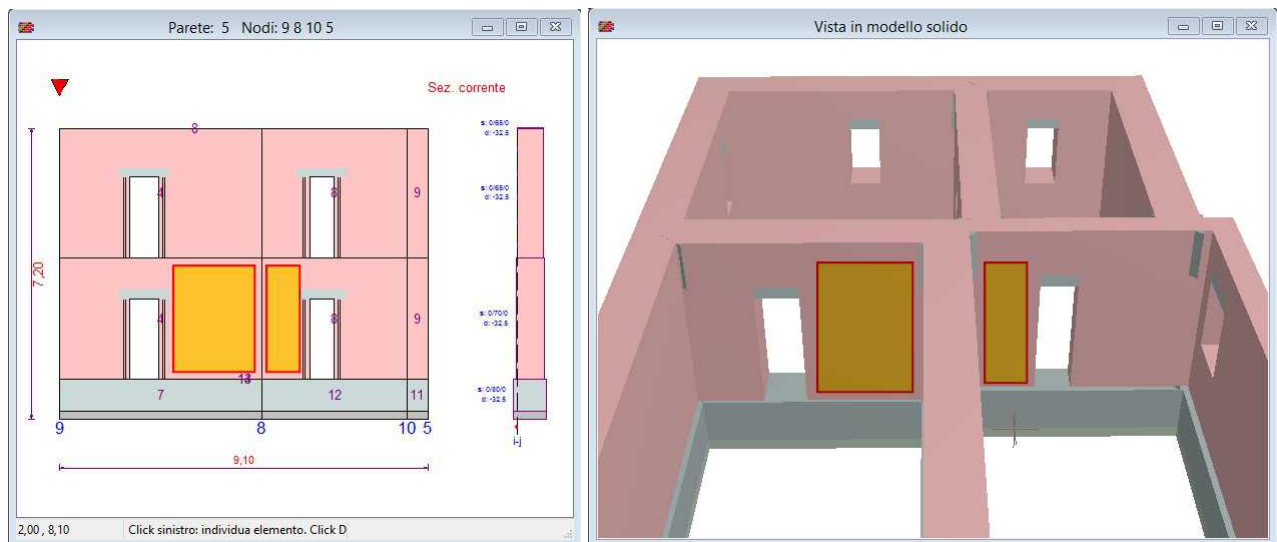 Parete: 5 Nodi: 9 8 10 5
Sez. corrente
8
s: 0/65/0
d: -32.5
4
8
9
s: 0/65/0
d: -32.5
7,20
4
8
9
s: 0/70/0
d: -32.5
7
12
11
s: 0/80/0
d: -32.5
9
8
10
5
i-j
9,10
2,00 , 8,10
Click sinistro: individua elemento. Click D
Vista in modello solido